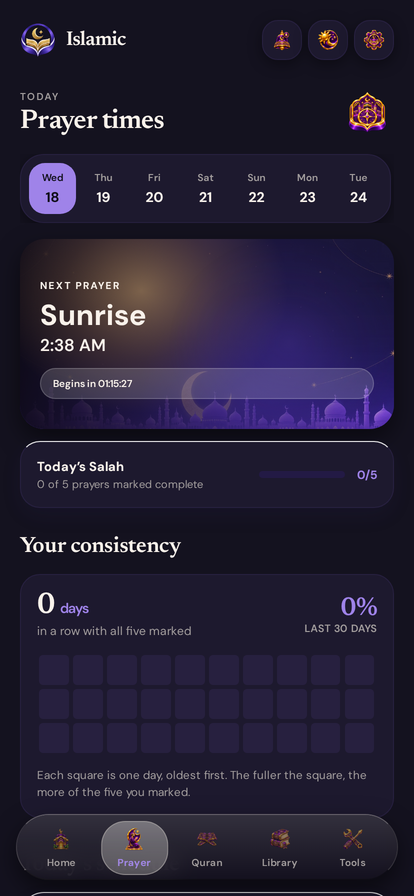 Islamic
TODAY
Prayer times
Wed Thu Fri Sat Sun Mon Tue
18 19 20 21 22 23 24
NEXT PRAYER
Sunrise
2:38 AM
Begins in 01:15:27
Today's Salah
0 of 5 prayers marked complete
0/5
Your consistency
0 days
in a row with all five marked
0%
LAST 30 DAYS
Each square is one day, oldest first. The fuller the square, the
more of the five you marked.
Home Prayer Quran Library Tools